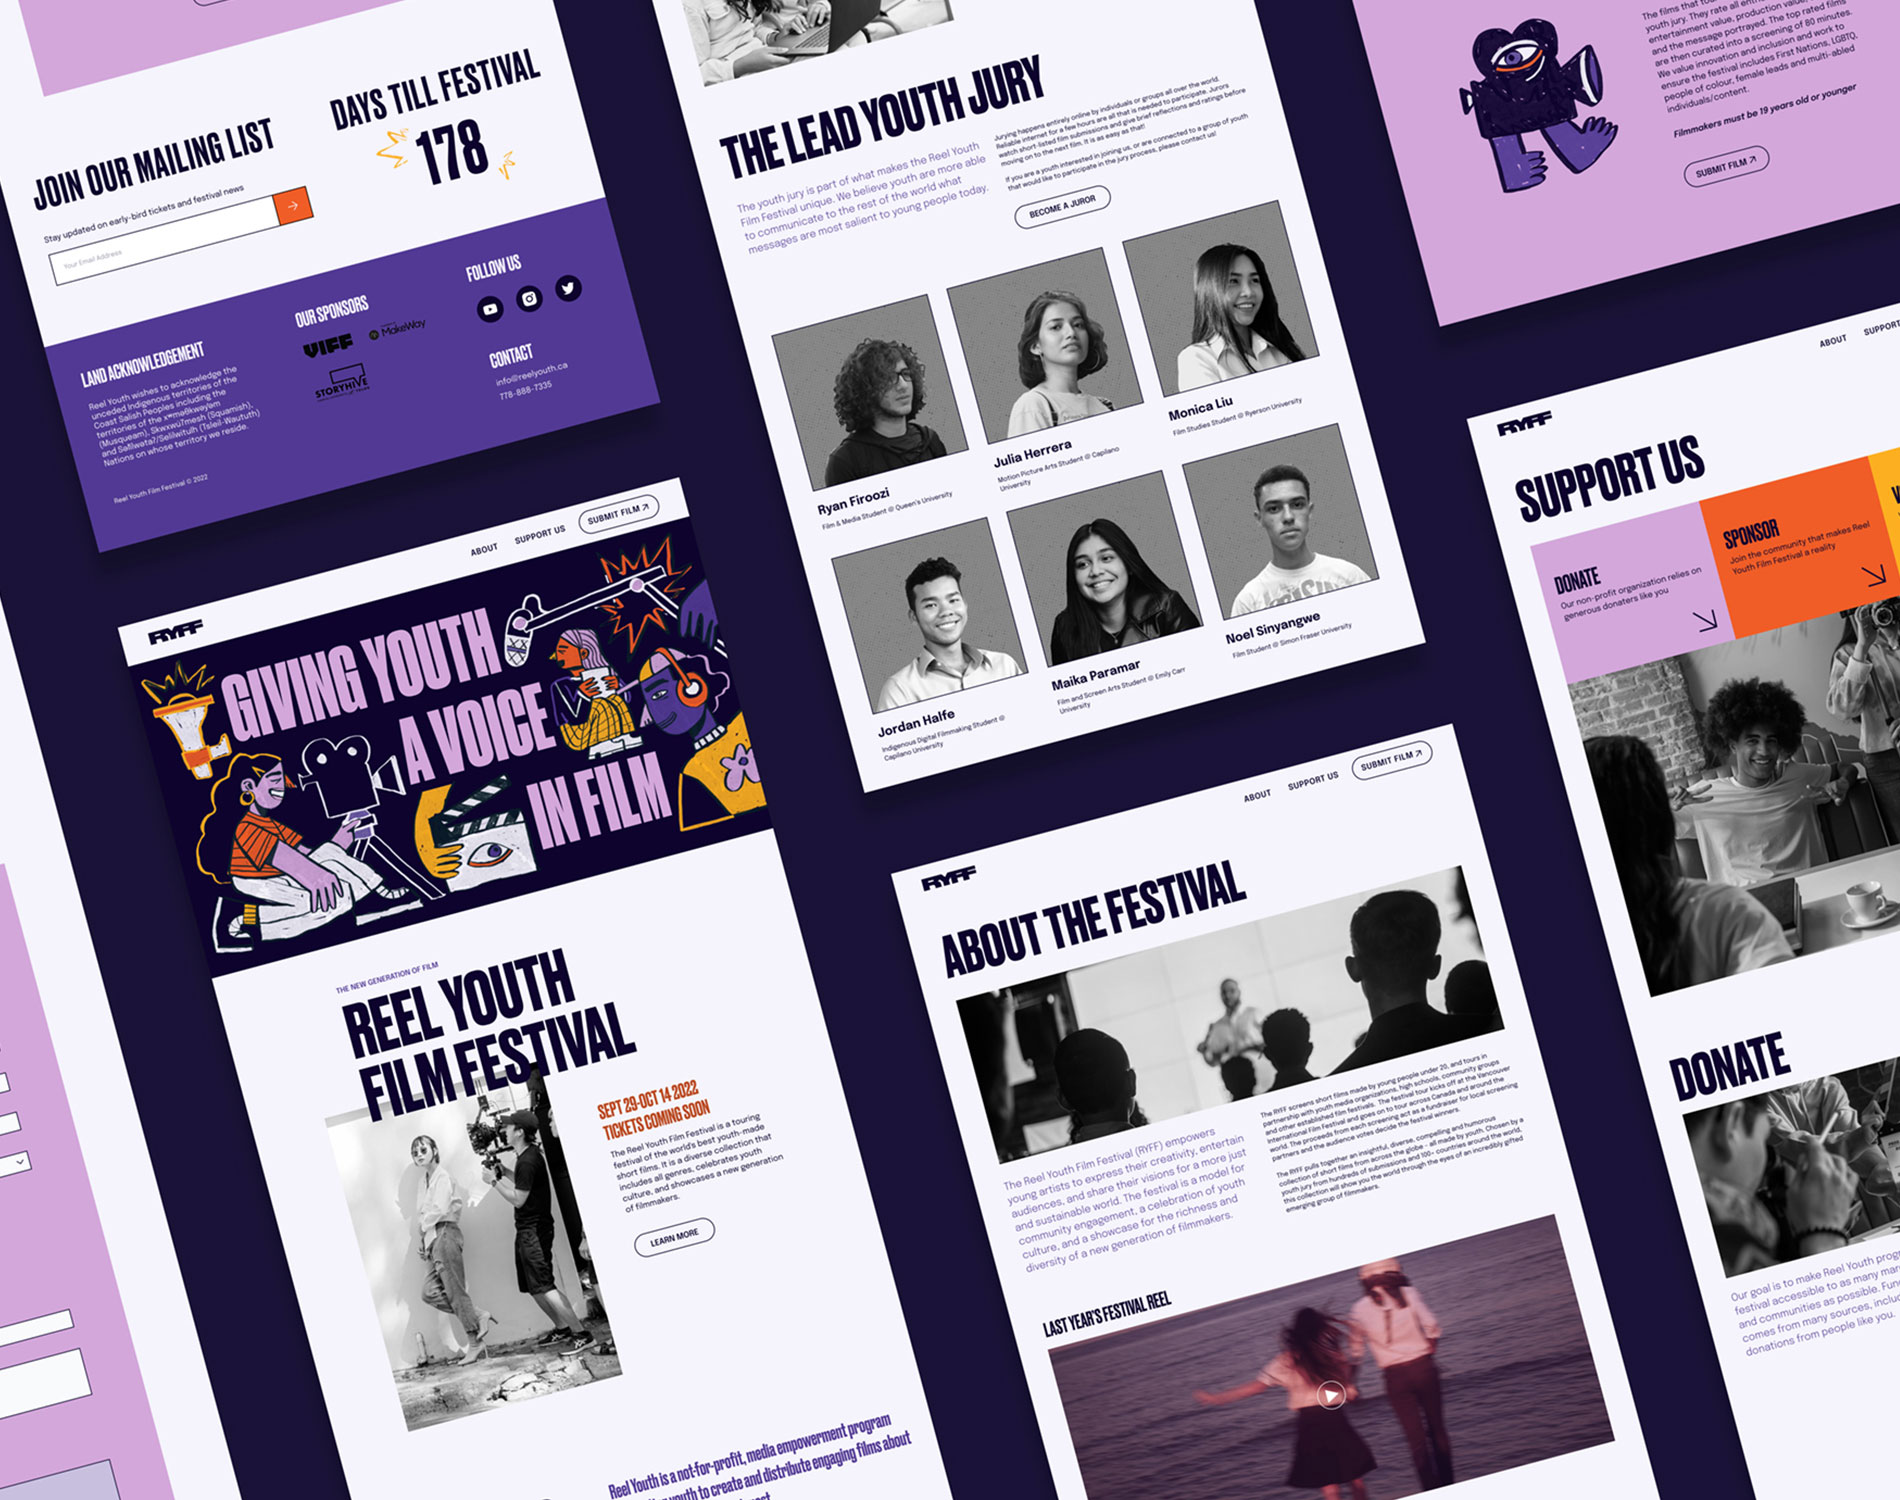 JOIN OUR MAILING LIST
Stay updated on early-bird tickets and festival news
Your Email Address
DAYS TILL FESTIVAL
178
LAND ACKNOWLEDGEMENT
Reel Youth wishes to acknowledge the
unceded Indigenous territories of the
Coast Salish Peoples including the
territories of the
(Musqueam), Skwxwú7mesh (Squamish),
and Selílwitulh (Tsleil-Waututh)
Nations on whose territory we reside.
Reel Youth Film Festival © 2022
OUR SPONSORS
VIFF
MakeWay
STORYHIVE
FOLLOW US
CONTACT
info@reelyouth.ca
778-888-7335
THE LEAD YOUTH JURY
The youth jury is part of what makes the Reel Youth
Film Festival unique. We believe youth are more able
to communicate to the rest of the world what
messages are most salient to young people today.
Jurying happens entirely online by individuals or groups all over the world.
Reliable internet for a few hours are all that is needed to participate. Jurors
watch short-listed film submissions and give brief reflections and ratings before
moving on to the next film. It is as easy as that!
If you are a youth interested in joining us, or are connected to a group of youth
that would like to participate in the jury process, please contact us!
BECOME A JUROR
Ryan Firoozi
Film & Media Student @ Queen's University
Julia Herrera
Motion Picture Arts Student @ Capilano
University
Monica Liu
Film Studies Student @ Ryerson University
Jordan Halfe
Indigenous Digital Filmmaking Student @
Capilano University
Maika Paramar
Film and Screen Arts Student @ Emily Carr
University
Noel Sinyangwe
Film Student @ Simon Fraser University
The films that
youth jury. They rate all
entertainment value, production value,
and the message portrayed. The top rated films
are then curated into a screening of 80 minutes.
We value innovation and inclusion and work to
ensure the festival includes First Nations, LGBTQ,
people of colour, female leads and multi-abled
individuals/content.
Filmmakers must be 19 years old or younger
SUBMIT FILM
RYFF
ABOUT
SUPPORT US
SUBMIT FILM
GIVING YOUTH
A VOICE
IN FILM
THE NEW GENERATION OF FILM
REEL YOUTH
FILM FESTIVAL
SEPT 29-OCT 14 2022
TICKETS COMING SOON
The Reel Youth Film Festival is a touring
festival of the world's best youth-made
short films. It is a diverse collection that
includes all genres, celebrates youth
culture, and showcases a new generation
of filmmakers.
LEARN MORE
Reel Youth is a not-for-profit, media empowerment program
youth to create and distribute engaging films about
RYFF
ABOUT
SUPPORT US
SUBMIT FILM
ABOUT THE FESTIVAL
The Reel Youth Film Festival (RYFF) empowers
young artists to express their creativity, entertain
audiences, and share their visions for a more just
and sustainable world. The festival is a model for
community engagement, a celebration of youth
culture, and a showcase for the richness and
diversity of a new generation of filmmakers.
The RYFF screens short films made by young people under 20, and tours in
partnership with youth media organizations, high schools, community groups
and other established film festivals. The festival tour kicks off at the Vancouver
International Film Festival and goes on to tour across Canada and around the
world. The proceeds from each screening act as a fundraiser for local screening
partners and the audience votes decide the festival winners.
The RYFF pulls together an insightful, diverse, compelling and humorous
collection of short films from across the globe - all made by youth. Chosen by a
youth jury from hundreds of submissions and 100+ countries around the world,
this collection will show you the world through the eyes of an incredibly gifted
emerging group of filmmakers.
LAST YEAR'S FESTIVAL REEL
RYFF
ABOUT
SUPPORT
SUPPORT US
DONATE
Our non-profit organization relies on
generous donaters like you
SPONSOR
Join the community that makes Reel
Youth Film Festival a reality
DONATE
Our goal is to make Reel Youth
festival accessible to as many
and communities as possible.
comes from many sources,
donations from people like you.